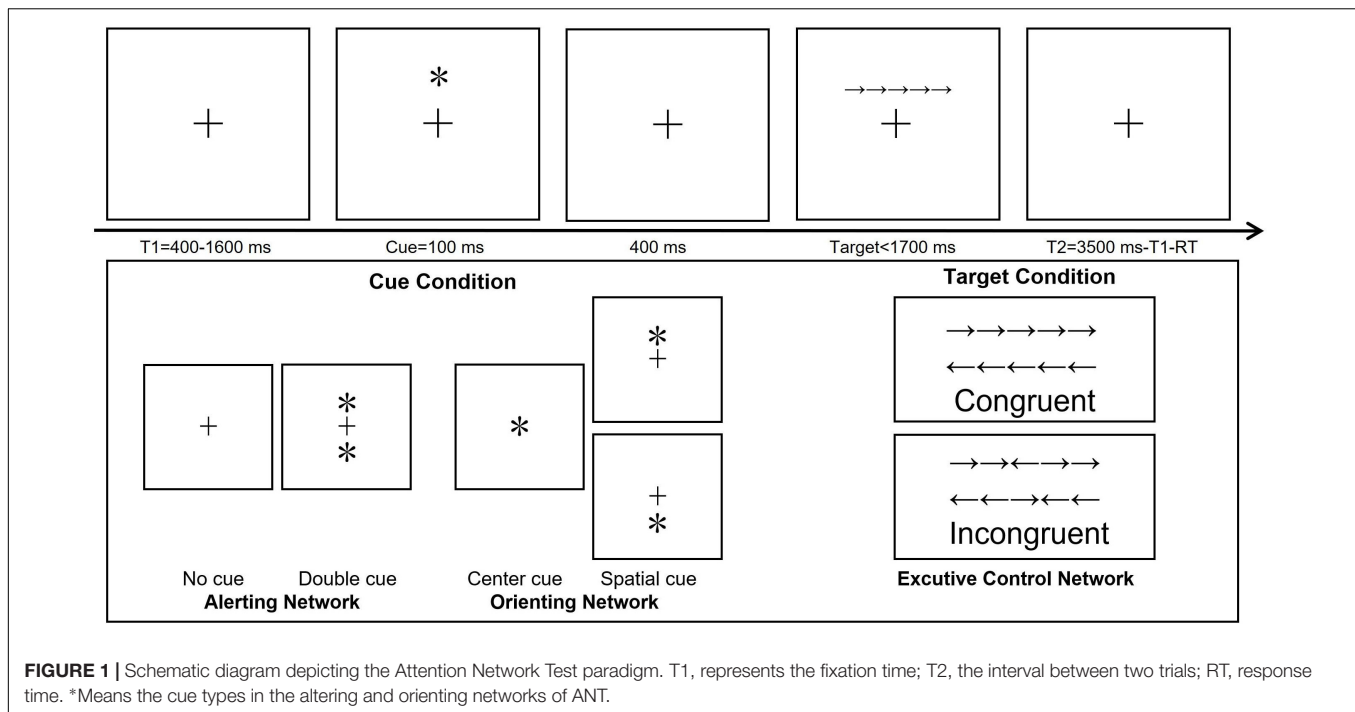 T1=400-1600 ms Cue=100 ms 400 ms Target<1700 ms T2=3500 ms-T1-RT
Cue Condition Target Condition
→→→→→
←←←←←
Congruent
→→←→→
←←→←←
Incongruent
No cue Double cue Center cue Spatial cue Excutive Control Network
Alerting Network Orienting Network
FIGURE 1 | Schematic diagram depicting the Attention Network Test paradigm. T1, represents the fixation time; T2, the interval between two trials; RT, response
time. *Means the cue types in the altering and orienting networks of ANT.